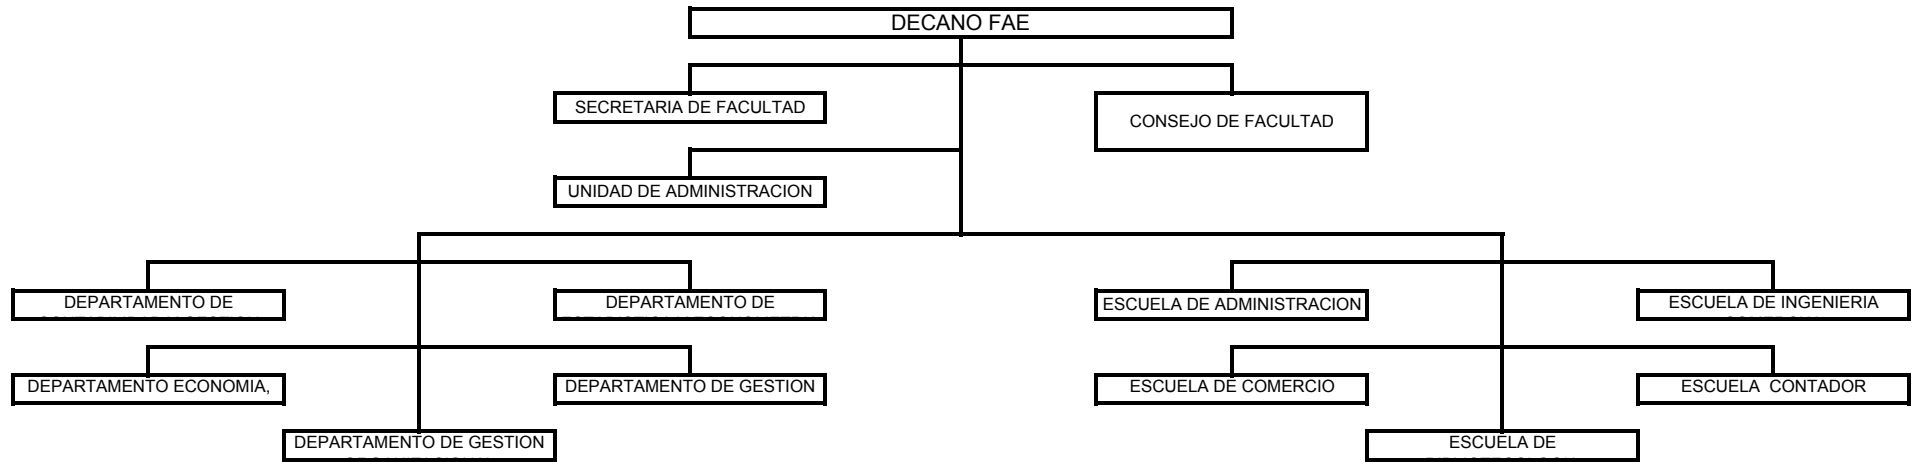 DECANO FAE
SECRETARIA DE FACULTAD
CONSEJO DE FACULTAD
UNIDAD DE ADMINISTRACION
DEPARTAMENTO DE
DEPARTAMENTO DE
ESCUELA DE ADMINISTRACION
ESCUELA DE INGENIERIA
DEPARTAMENTO ECONOMIA,
DEPARTAMENTO DE GESTION
ESCUELA DE COMERCIO
ESCUELA CONTADOR
DEPARTAMENTO DE GESTION
ESCUELA DE